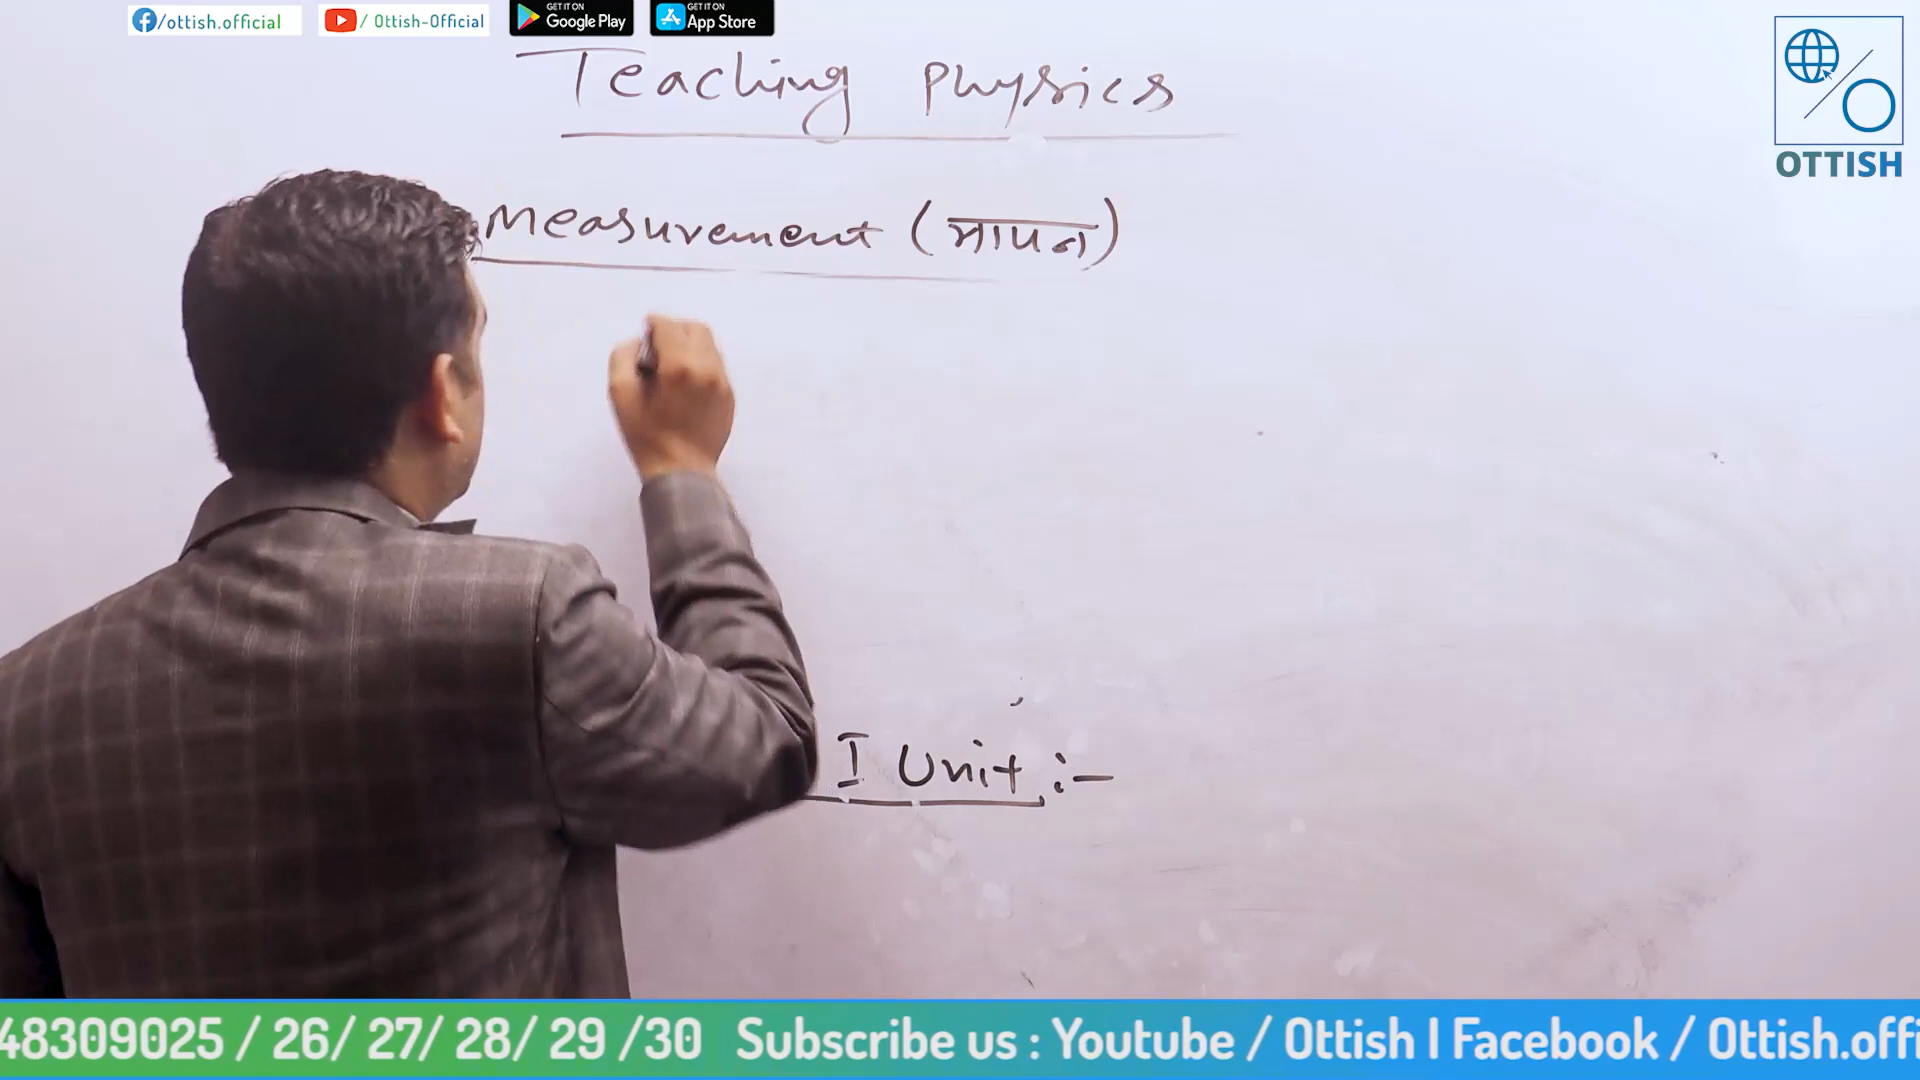 /ottish.official
/ Ottish-Official
GET IT ON
Google Play
GET IT ON
App Store
OTTISH
Teaching Physics
Measurement (मापन)
I Unit :-
48309025 / 26/ 27/ 28/ 29 /30 Subscribe us : Youtube / Ottish I Facebook / Ottish.offi